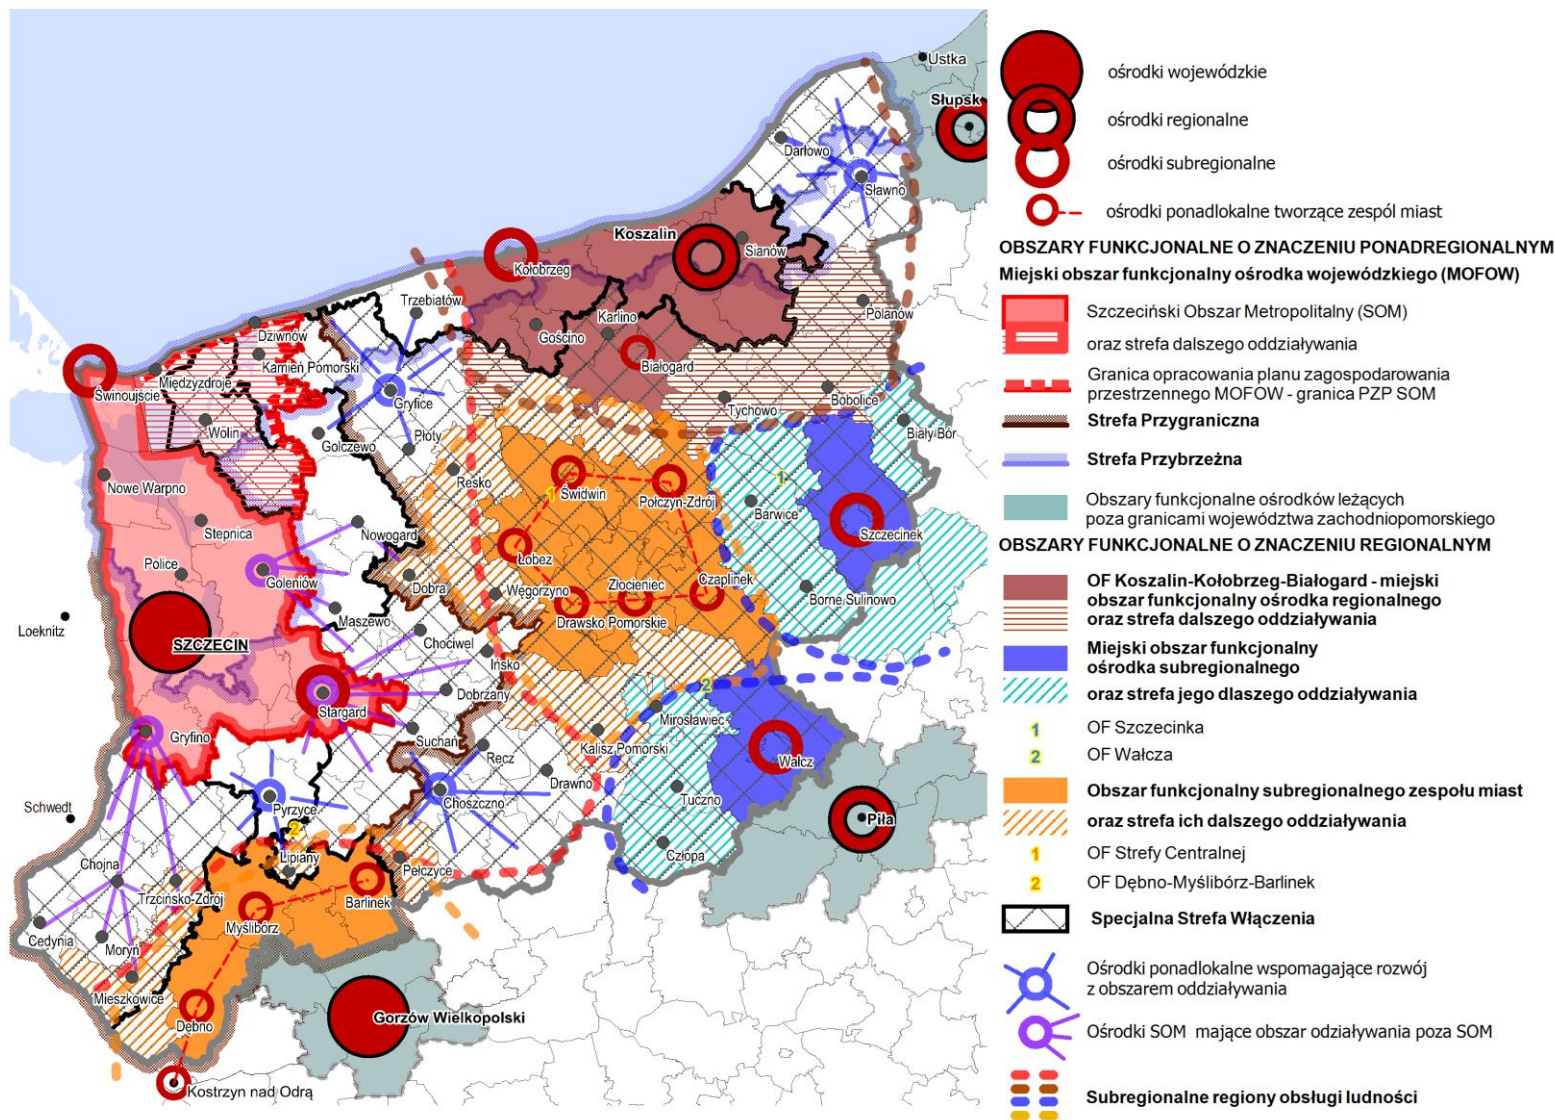 Ustka
Słupsk
Darłowo
Sławno
Koszalin
Sianów
Kołobrzeg
Trzebiatów
Polanów
Karlino
Gościno
Białogard
Dziwnów
Kamień Pomorski
Międzyzdroje
Świnoujście
Tychowo
Bobolice
Gryfice
Wolin
Golczewo
Płoty
Biały Bór
Resko
Nowe Warpno
1
Świdwin
Połczyn-Zdrój
1
Barwice
Szczecinek
Stepnica
Nowogard
Łobez
Police
Goleniów
Dobra
Węgorzyno
Złocieniec
Czaplinek
Borne Sulinowo
Maszewo
Drawsko Pomorskie
Loeknitz
SZCZECIN
Chociwel
Ińsko
Dobrzany
2
Stargard
Mirosławiec
Gryfino
Suchań
Recz
Kalisz Pomorski
Wałcz
Drawno
Schwedt
Pyrzyce
Choszczno
Tuczno
Piła
2
Lipiany
Pełczyce
Człopa
Chojna
Trzcińsko-Zdrój
Barlinek
Cedynia
Moryń
Myślibórz
Mieszkowice
Dębno
Gorzów Wielkopolski
Kostrzyn nad Odrą
ośrodki wojewódzkie
ośrodki regionalne
ośrodki subregionalne
ośrodki ponadlokalne tworzące zespól miast
OBSZARY FUNKCJONALNE O ZNACZENIU PONADREGIONALNYM
Miejski obszar funkcjonalny ośrodka wojewódzkiego (MOFOW)
Szczeciński Obszar Metropolitalny (SOM)
oraz strefa dalszego oddziaływania
Granica opracowania planu zagospodarowania
przestrzennego MOFOW - granica PZP SOM
Strefa Przygraniczna
Strefa Przybrzeżna
Obszary funkcjonalne ośrodków leżących
poza granicami województwa zachodniopomorskiego
OBSZARY FUNKCJONALNE O ZNACZENIU REGIONALNYM
OF Koszalin-Kołobrzeg-Białogard - miejski
obszar funkcjonalny ośrodka regionalnego
oraz strefa dalszego oddziaływania
Miejski obszar funkcjonalny
ośrodka subregionalnego
oraz strefa jego dlaszego oddziaływania
1 OF Szczecinka
2 OF Wałcza
Obszar funkcjonalny subregionalnego zespołu miast
oraz strefa ich dalszego oddziaływania
1 OF Strefy Centralnej
2 OF Dębno-Myślibórz-Barlinek
Specjalna Strefa Włączenia
Ośrodki ponadlokalne wspomagające rozwój
z obszarem oddziaływania
Ośrodki SOM mające obszar odziaływania poza SOM
Subregionalne regiony obsługi ludności